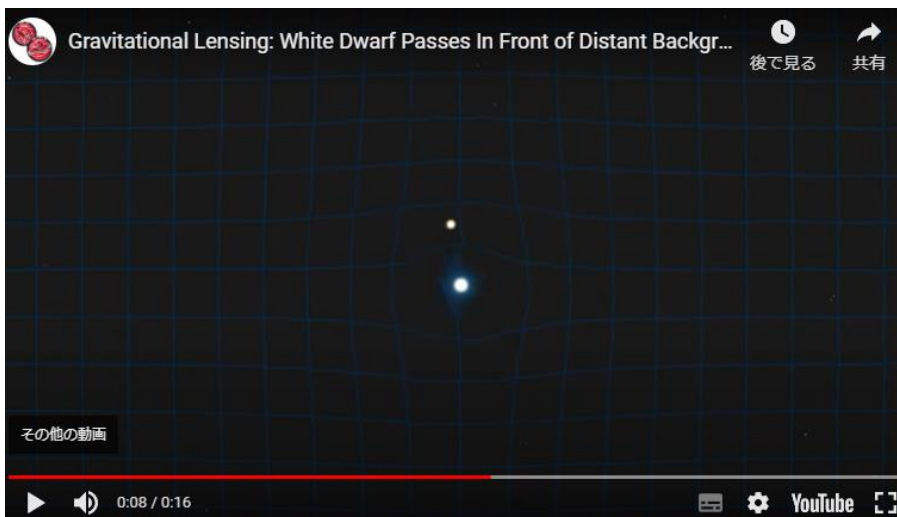 Gravitational Lensing: White Dwarf Passes In Front of Distant Backgr...
後で見る
共有
その他の動画
0:08 / 0:16
YouTube